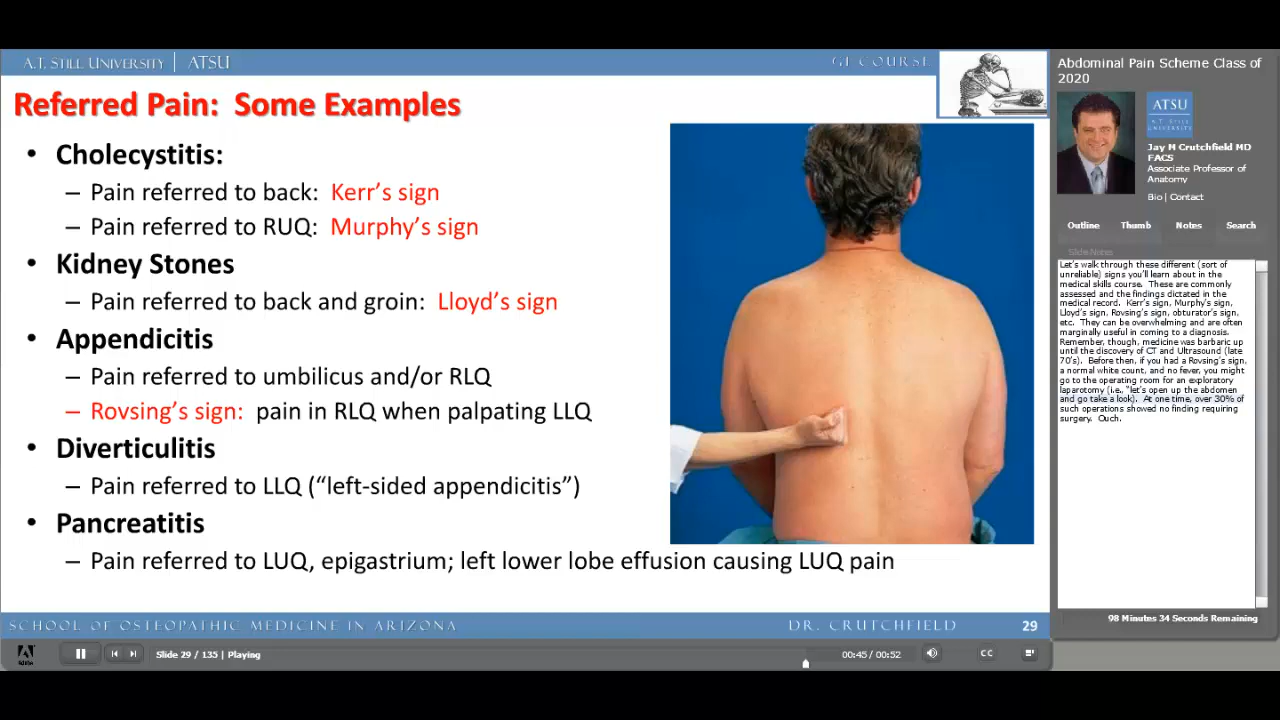 A.T. STILL UNIVERSITY | ATSU
GI COURSE
Referred Pain: Some Examples
• Cholecystitis:
– Pain referred to back: Kerr’s sign
– Pain referred to RUQ: Murphy’s sign
• Kidney Stones
– Pain referred to back and groin: Lloyd’s sign
• Appendicitis
– Pain referred to umbilicus and/or RLQ
– Rovsing’s sign: pain in RLQ when palpating LLQ
• Diverticulitis
– Pain referred to LLQ (“left-sided appendicitis”)
• Pancreatitis
– Pain referred to LUQ, epigastrium; left lower lobe effusion causing LUQ pain
SCHOOL OF OSTEOPATHIC MEDICINE IN ARIZONA
DR. CRUTCHFIELD
29
Abdominal Pain Scheme Class of
2020
ATSU
A.T. STILL
UNIVERSITY
Jay M Crutchfield MD
FACS
Associate Professor of
Anatomy
Bio | Contact
Outline Thumb Notes Search
Slide Notes
Let's walk through these different (sort of
unreliable) signs you'll learn about in the
medical skills course. These are commonly
assessed and the findings dictated in the
medical record. Kerr's sign, Murphy's sign,
Lloyd's sign, Rovsing's sign, obturator's sign,
etc. They can be overwhelming and are often
marginally useful in coming to a diagnosis.
Remember, though, medicine was barbaric up
until the discovery of CT and Ultrasound (late
70's). Before then, if you had a Rovsing's sign,
a normal white count, and no fever, you might
go to the operating room for an exploratory
laparotomy (i.e., "let's open up the abdomen
and go take a look). At one time, over 30% of
such operations showed no finding requiring
surgery. Ouch.
98 Minutes 34 Seconds Remaining
Slide 29 / 135 | Playing
00:45 / 00:52
CC